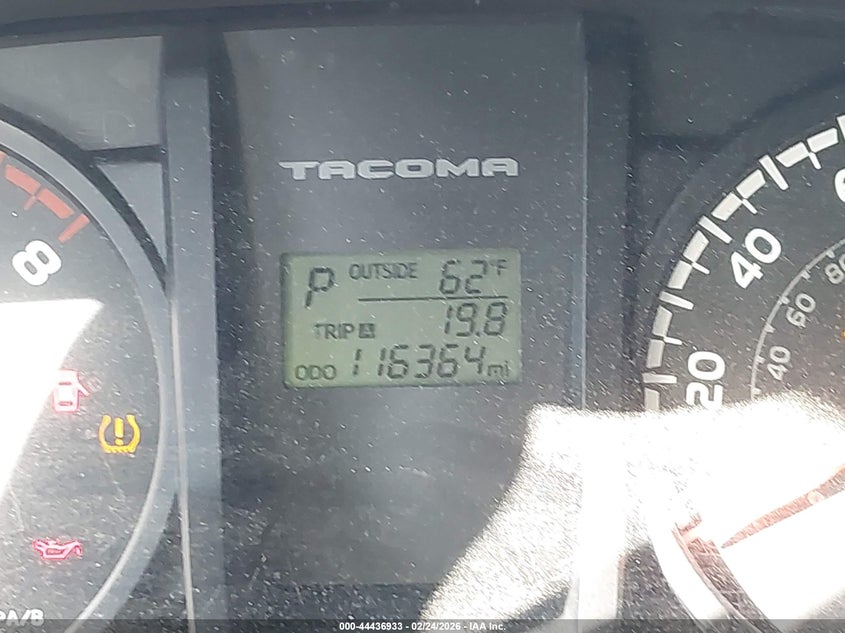 TACOMA
P OUTSIDE 62°F
TRIP A 19.8
ODO 116364 mi
8
20
40
40
60
80
000-44436933 - 02/24/2026 - IAA Inc.